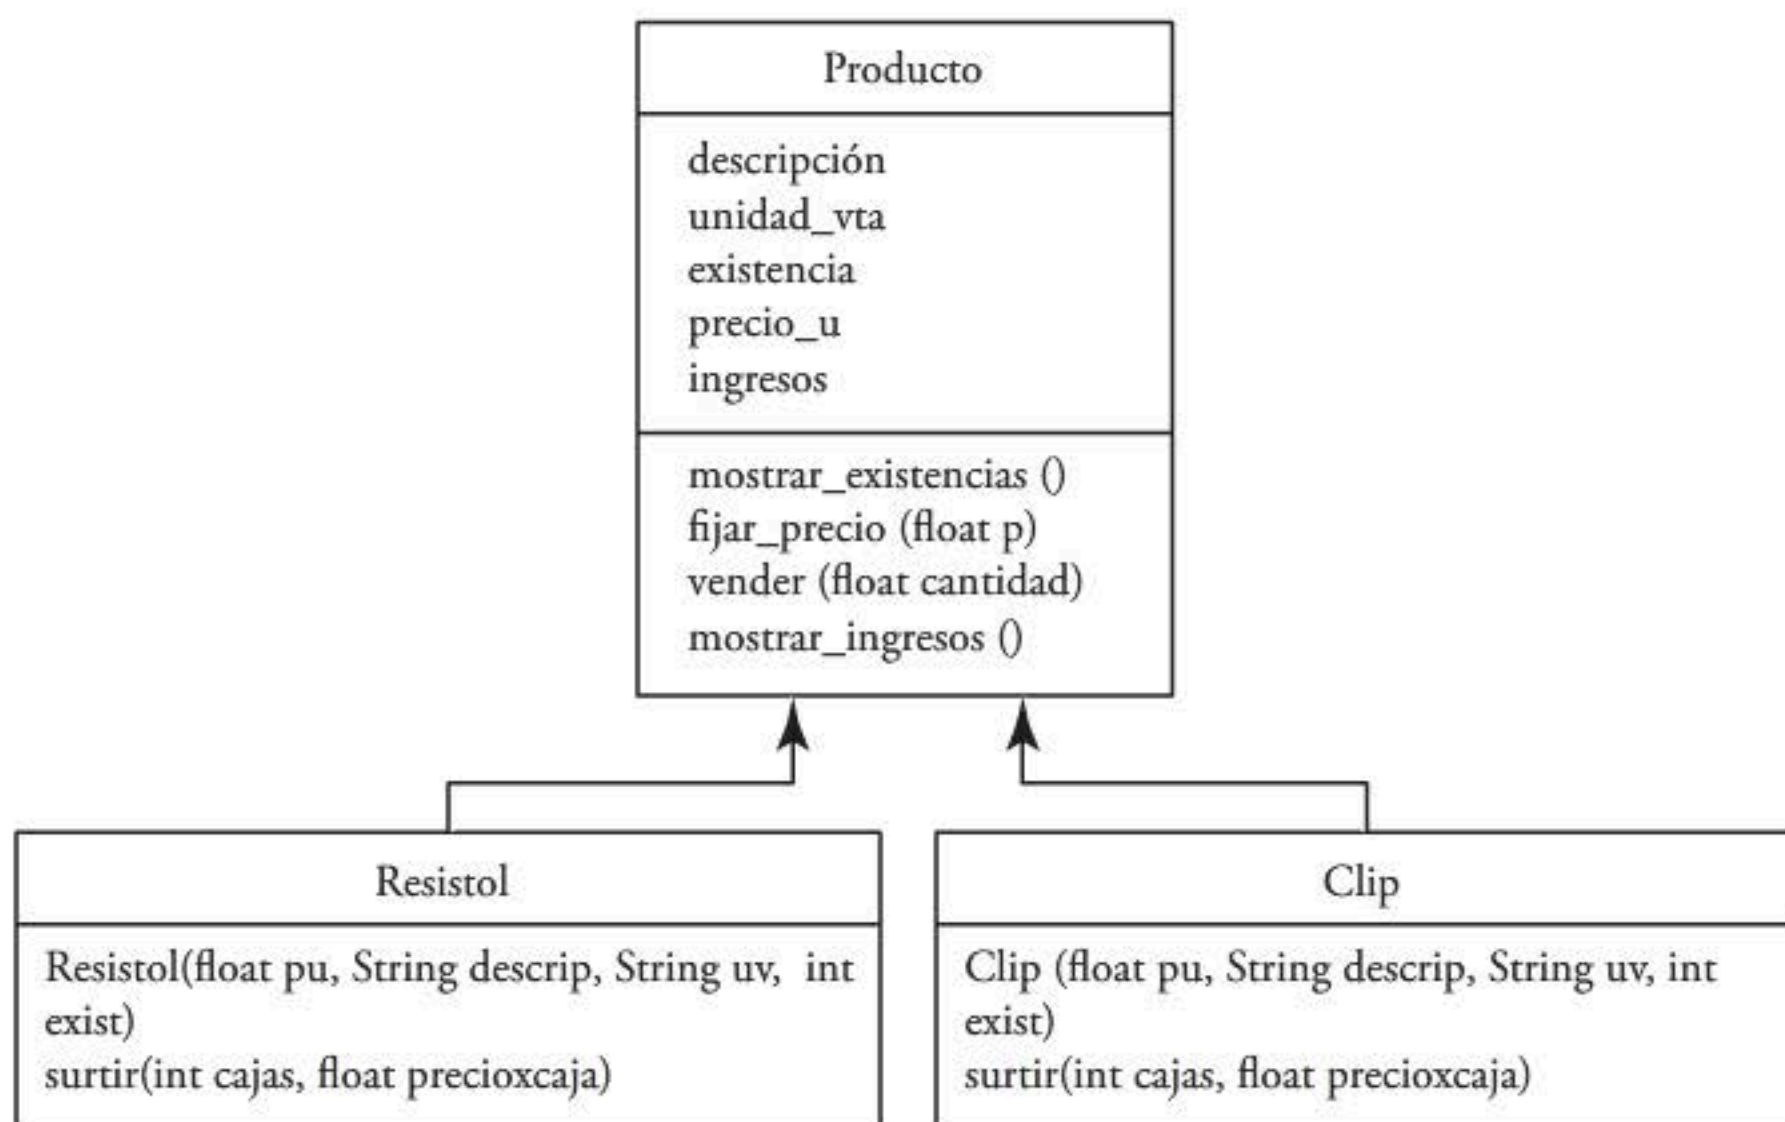 Producto
descripción
unidad_vta
existencia
precio_u
ingresos
mostrar_existencias ()
fijar_precio (float p)
vender (float cantidad)
mostrar_ingresos ()
Resistol
Resistol(float pu, String descrip, String uv, int
exist)
surtir(int cajas, float precioxcaja)
Clip
Clip (float pu, String descrip, String uv, int
exist)
surtir(int cajas, float precioxcaja)